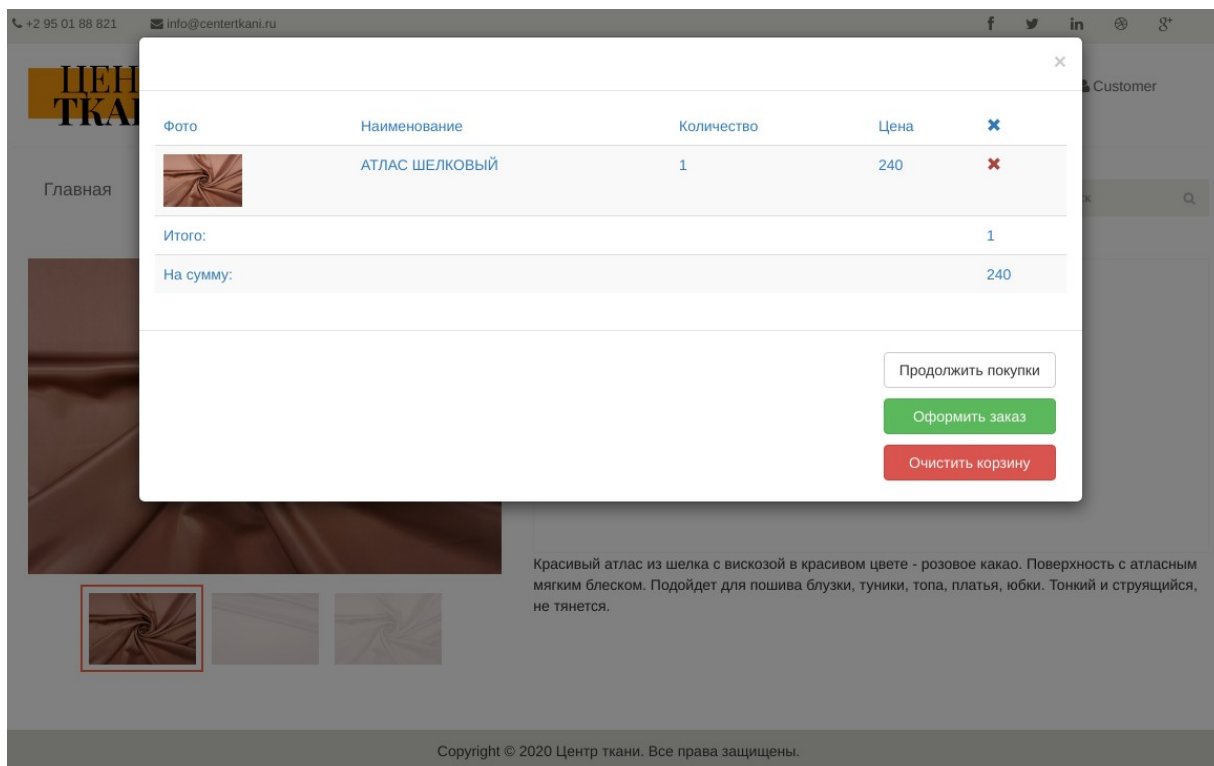 +2 95 01 88 821 info@centertkani.ru
Customer
Фото Наименование Количество Цена
АТЛАС ШЕЛКОВЫЙ 1 240
Главная
Итого: 1
На сумму: 240
Продолжить покупки
Оформить заказ
Очистить корзину
Красивый атлас из шелка с вискозой в красивом цвете - розовое какао. Поверхность с атласным
мягким блеском. Подойдет для пошива блузки, туники, топа, платья, юбки. Тонкий и струящийся,
не тянется.
Copyright © 2020 Центр ткани. Все права защищены.